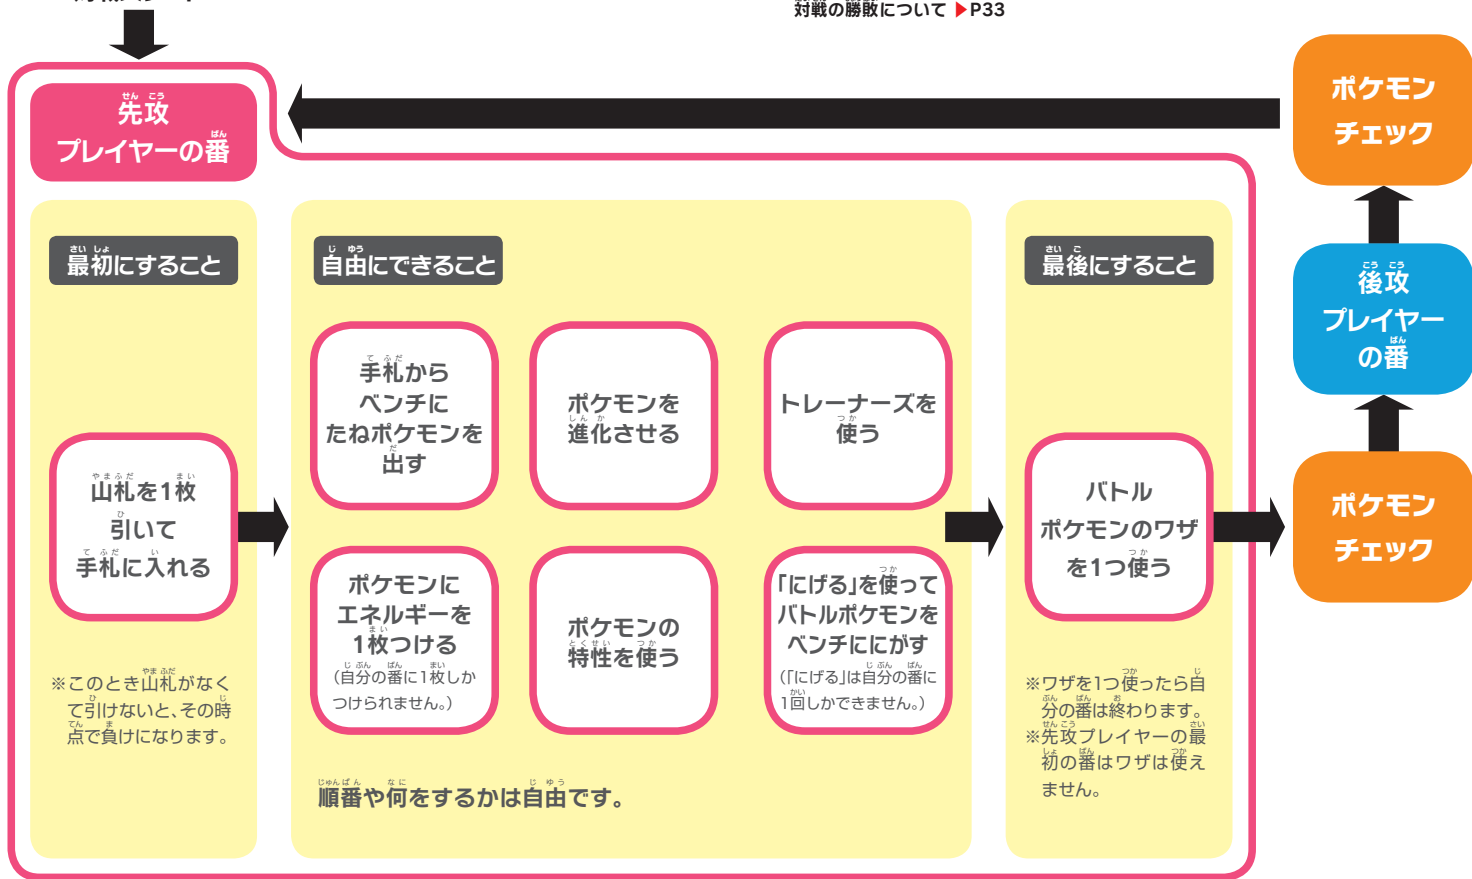 対戦の勝敗について ▶P33
先攻
プレイヤーの番
最初にすること
山札を1枚
引いて
手札に入れる
※このとき山札がなく
て引けないと、その時
点で負けになります。
自由にできること
手札から
ベンチに
たねポケモンを
出す
ポケモンを
進化させる
トレーナーズを
使う
ポケモンに
エネルギーを
1枚つける
(自分の番に1枚しか
つけられません。)
ポケモンの
特性を使う
「にげる」を使って
バトルポケモンを
ベンチににがす
(「にげる」は自分の番に
1回しかできません。)
順番や何をするかは自由です。
最後にすること
バトル
ポケモンのワザ
を1つ使う
※ワザを1つ使ったら自
分の番は終わります。
※先攻プレイヤーの最
初の番はワザは使え
ません。
ポケモン
チェック
後攻
プレイヤー
の番
ポケモン
チェック